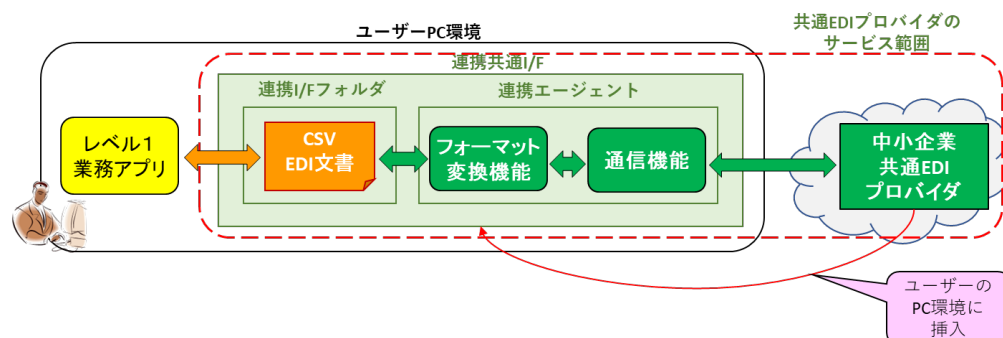 共通EDIプロバイダの
サービス範囲
ユーザーPC環境
連携共通I/F
連携I/Fフォルダ
連携エージェント
レベル１
業務アプリ
CSV
EDI文書
フォーマット
変換機能
通信機能
中小企業
共通EDI
プロバイダ
ユーザーの
PC環境に
挿入